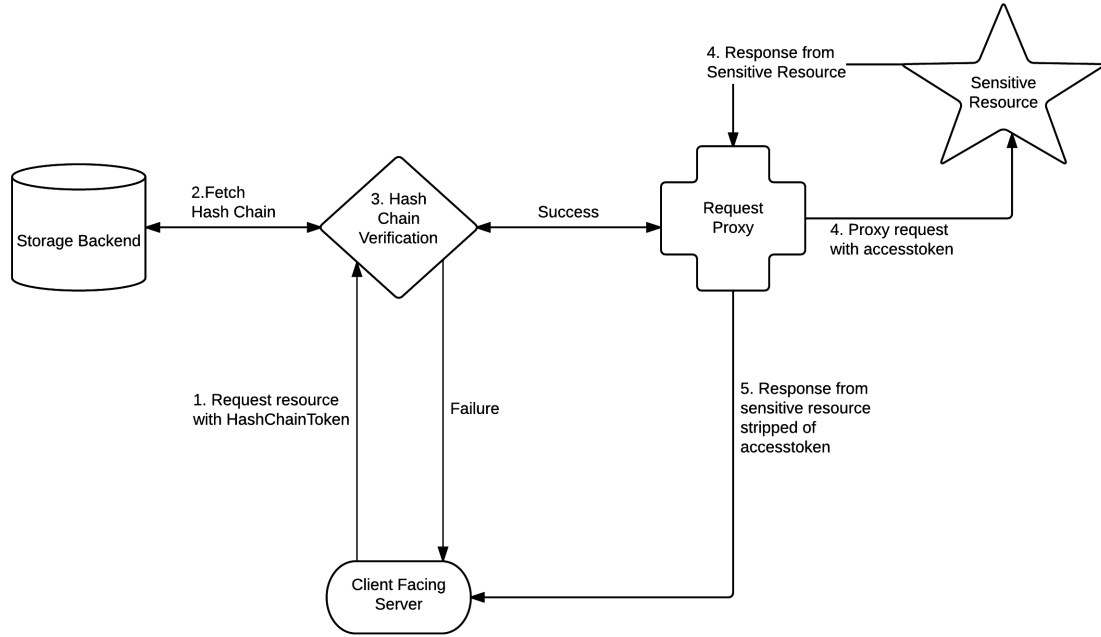 4. Response from
Sensitive Resource
Sensitive
Resource
2.Fetch
Hash Chain
3. Hash
Chain
Verification
Success
Request
Proxy
Storage Backend
4. Proxy request
with accesstoken
1. Request resource
with HashChainToken
Failure
5. Response from
sensitive resource
stripped of
accesstoken
Client Facing
Server